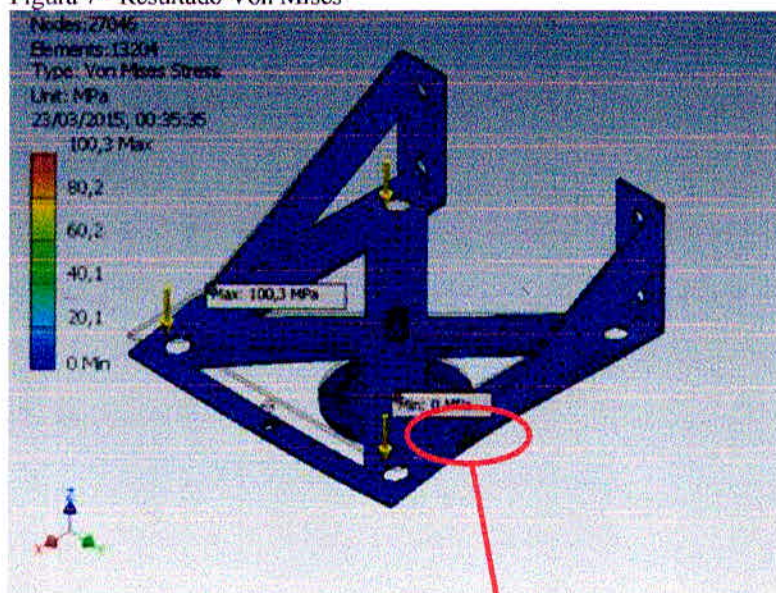 Figura 7 - Resultado Von Mises
Nodes:27046
Elements:13204
Type: Von Mises Stress
Unit: MPa
23/03/2015, 00:35:35
100,3 Max
80,2
60,2
40,1
20,1
0 Min
Max: 100,3 MPa
Min: 0 MPa
Z
X
Y